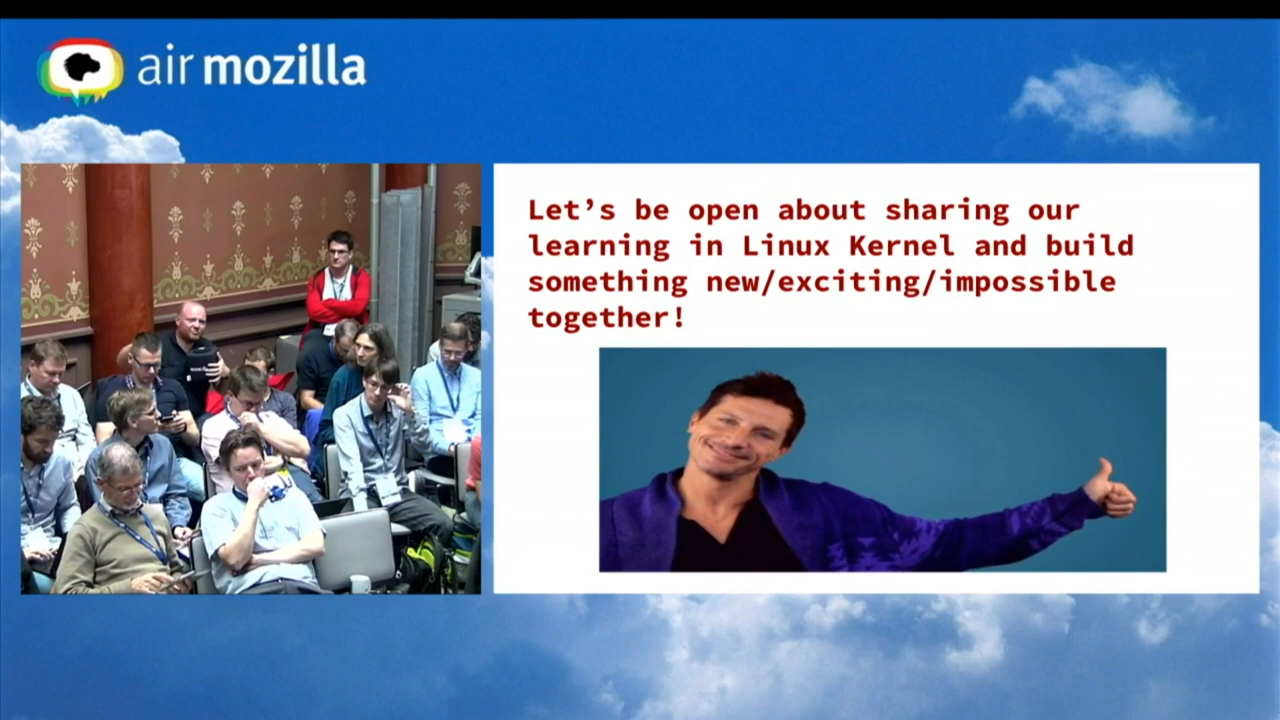 air mozilla
Let's be open about sharing our
learning in Linux Kernel and build
something new/exciting/impossible
together!